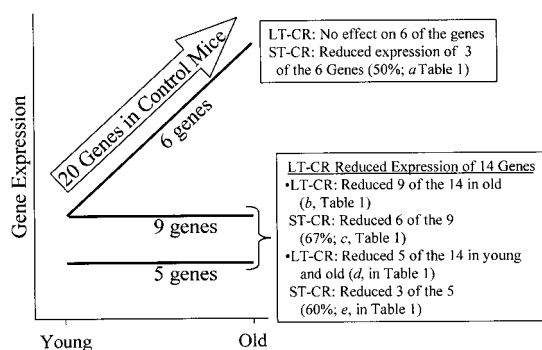 LT-CR: No effect on 6 of the genes
ST-CR: Reduced expression of 3
of the 6 Genes (50%; a Table 1)
20 Genes in Control Mice
6 genes
Gene Expression
9 genes
5 genes
LT-CR Reduced Expression of 14 Genes
•LT-CR: Reduced 9 of the 14 in old
(b, Table 1)
ST-CR: Reduced 6 of the 9
(67%; c, Table 1)
•LT-CR: Reduced 5 of the 14 in young
and old (d, in Table 1)
ST-CR: Reduced 3 of the 5
(60%; e, in Table 1)
Young
Old